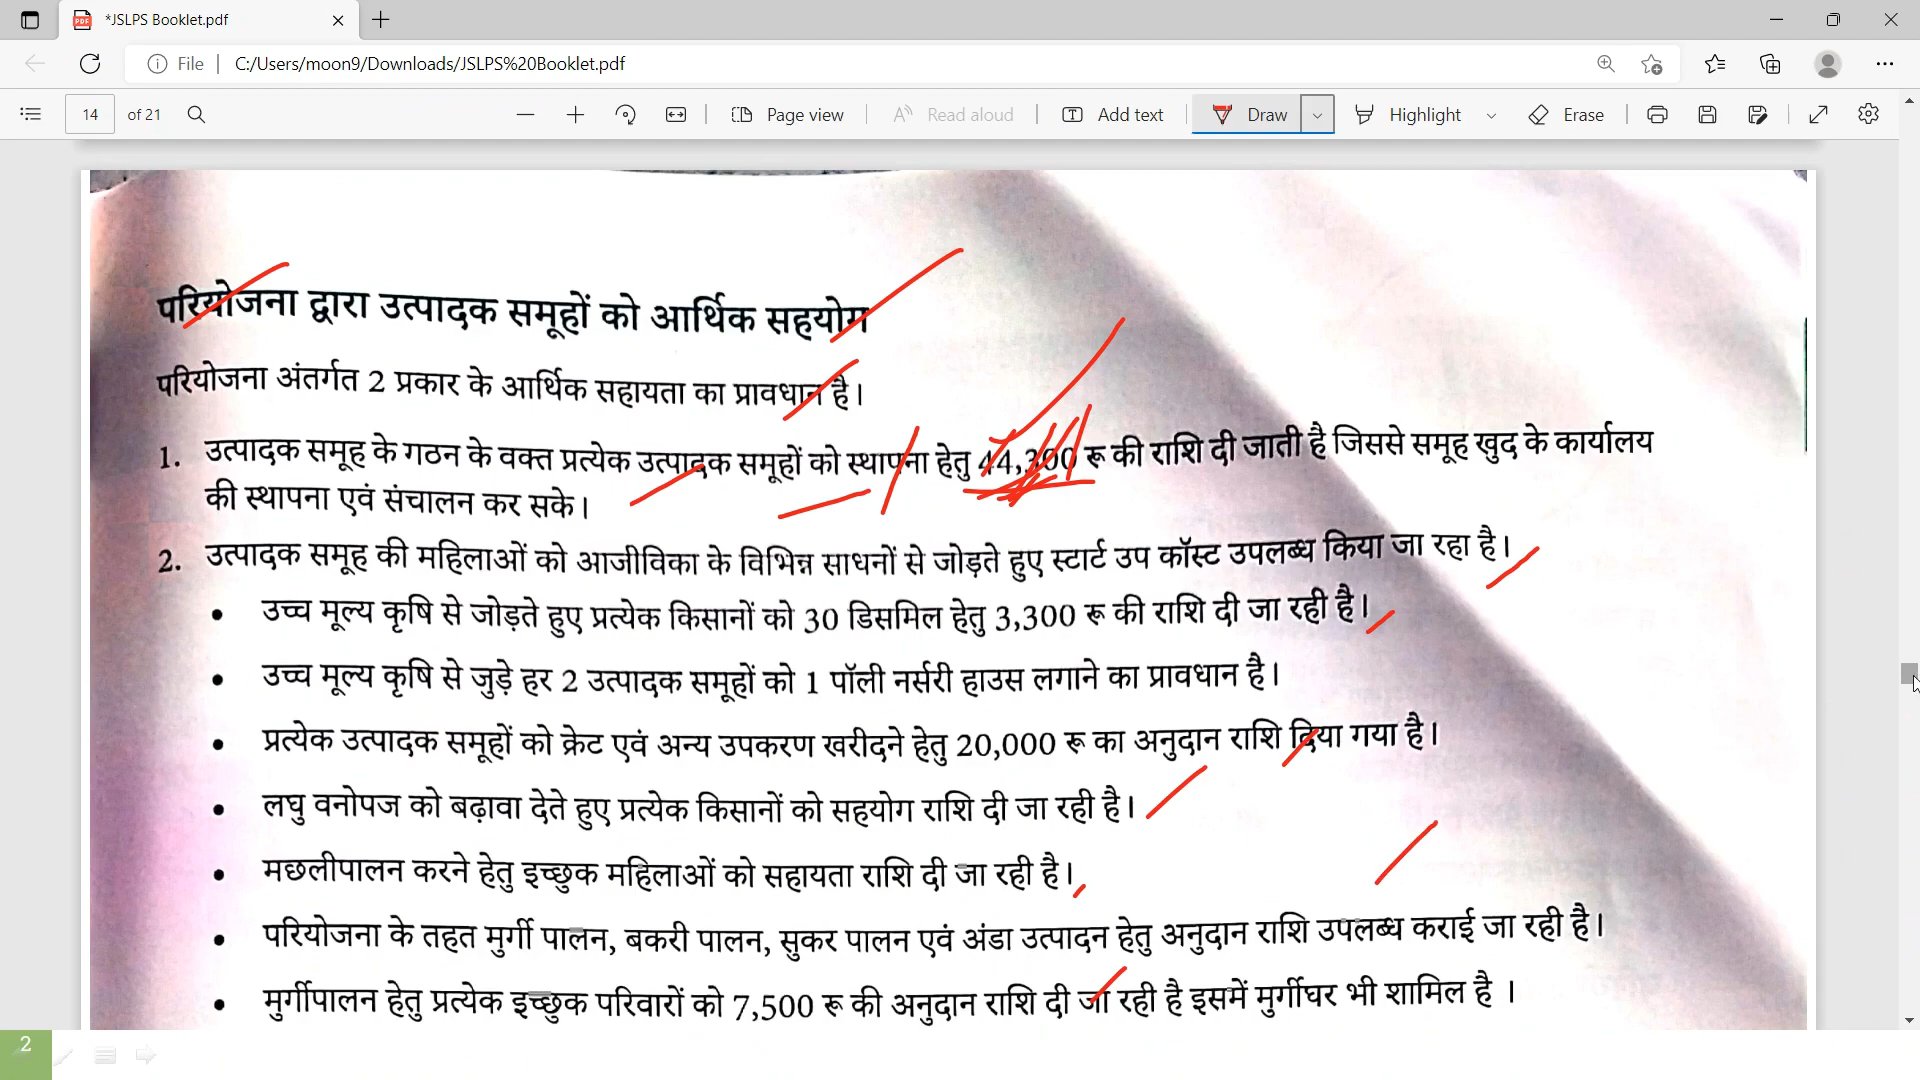 *JSLPS Booklet.pdf
File
C:/Users/moon9/Downloads/JSLPS%20Booklet.pdf
14 of 21
Page view
Read aloud
Add text
Draw
Highlight
Erase
परियोजना द्वारा उत्पादक समूहों को आर्थिक सहयोग
परियोजना अंतर्गत 2 प्रकार के आर्थिक सहायता का प्रावधान है।
1. उत्पादक समूह के गठन के वक्त प्रत्येक उत्पादक समूहों को स्थापना हेतु 44,300 रू की राशि दी जाती है जिससे समूह खुद के कार्यालय
की स्थापना एवं संचालन कर सके।
2. उत्पादक समूह की महिलाओं को आजीविका के विभिन्न साधनों से जोड़ते हुए स्टार्ट उप कॉस्ट उपलब्ध किया जा रहा है।
• उच्च मूल्य कृषि से जोड़ते हुए प्रत्येक किसानों को 30 डिसमिल हेतु 3,300 रू की राशि दी जा रही है।
• उच्च मूल्य कृषि से जुड़े हर 2 उत्पादक समूहों को 1 पॉली नर्सरी हाउस लगाने का प्रावधान है।
• प्रत्येक उत्पादक समूहों को क्रेट एवं अन्य उपकरण खरीदने हेतु 20,000 रू का अनुदान राशि दिया गया है।
• लघु वनोपज को बढ़ावा देते हुए प्रत्येक किसानों को सहयोग राशि दी जा रही है।
• मछलीपालन करने हेतु इच्छुक महिलाओं को सहायता राशि दी जा रही है।
• परियोजना के तहत मुर्गी पालन, बकरी पालन, सुकर पालन एवं अंडा उत्पादन हेतु अनुदान राशि उपलब्ध कराई जा रही है।
• मुर्गीपालन हेतु प्रत्येक इच्छुक परिवारों को 7,500 रू की अनुदान राशि दी जा रही है इसमें मुर्गीघर भी शामिल है ।
2